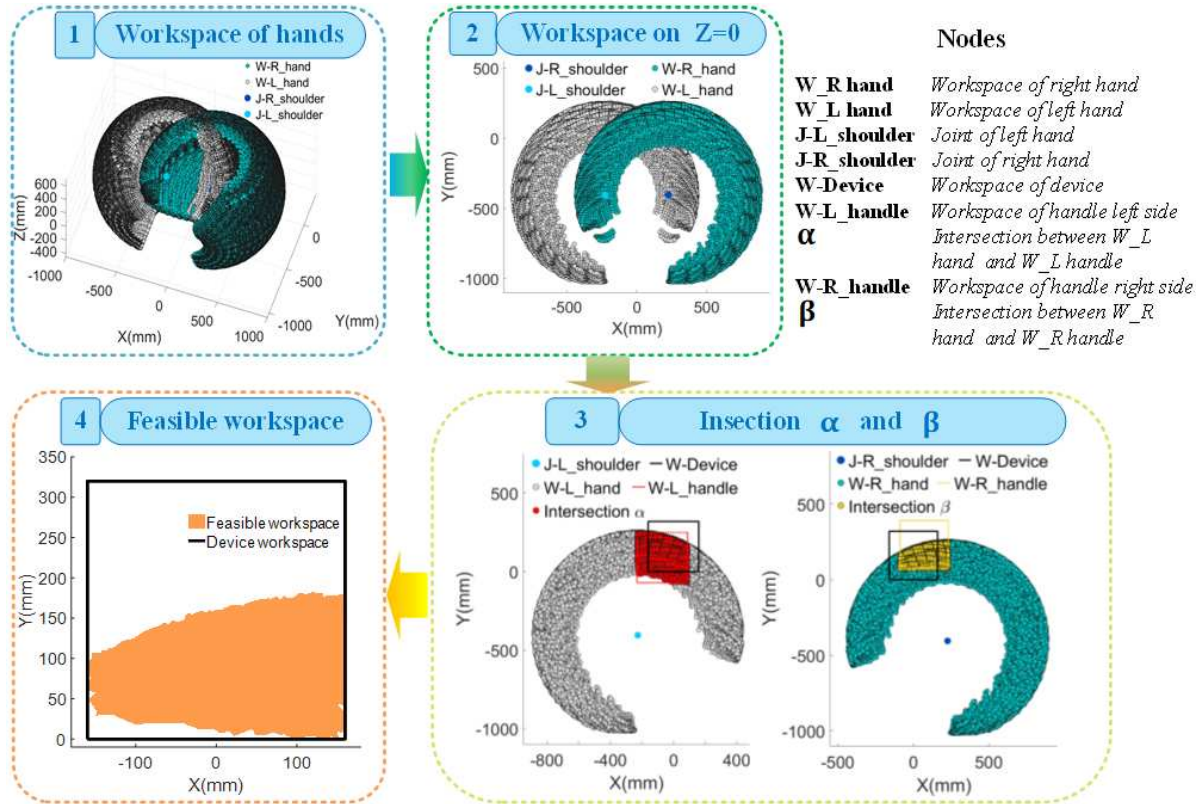 1 Workspace of hands
W-R_hand
W-L_hand
J-R_shoulder
J-L_shoulder
Z(mm)
600
400
200
0
-200
-400
-1000
-500
0
500
1000
X(mm)
0
-500
-1000
Y(mm)
2 Workspace on Z=0
J-R_shoulder W-R_hand
J-L_shoulder W-L_hand
Y(mm)
500
0
-500
-1000
-500 0 500
X(mm)
Nodes
W_R hand Workspace of right hand
W_L hand Workspace of left hand
J-L_shoulder Joint of left hand
J-R_shoulder Joint of right hand
W-Device Workspace of device
W-L_handle Workspace of handle left side
α Intersection between W_L
hand and W_L handle
W-R_handle Workspace of handle right side
β Intersection between W_R
hand and W_R handle
4 Feasible workspace
Y(mm)
350
300
250
200
150
100
50
0
Feasible workspace
Device workspace
-100 0 100
X(mm)
3 Insection α and β
J-L_shoulder W-Device
W-L_hand W-L_handle
Intersection α
Y(mm)
500
0
-500
-1000
-800 -400 0 400
X(mm)
J-R_shoulder W-Device
W-R_hand W-R_handle
Intersection β
Y(mm)
500
0
-500
-1000
0 500
X(mm)